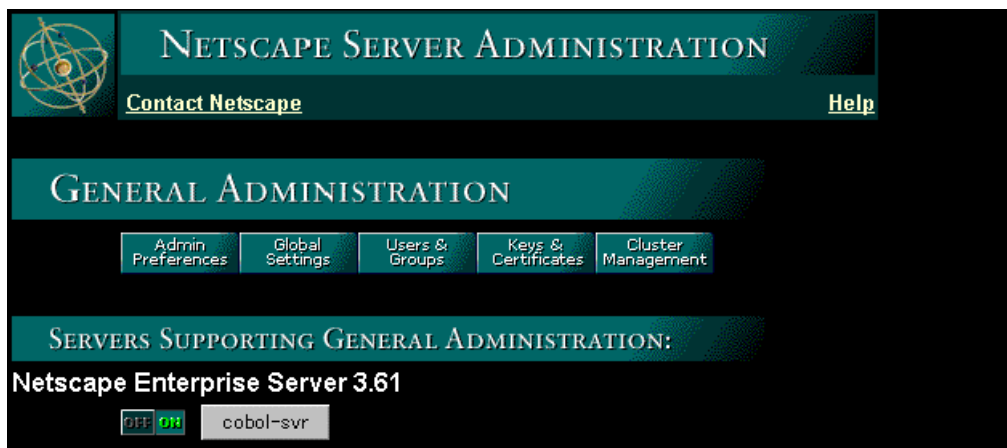 NETSCAPE SERVER ADMINISTRATION
Contact Netscape Help
GENERAL ADMINISTRATION
Admin Preferences Global Settings Users & Groups Keys & Certificates Cluster Management
SERVERS SUPPORTING GENERAL ADMINISTRATION:
Netscape Enterprise Server 3.61
OFF ON cobol-svr